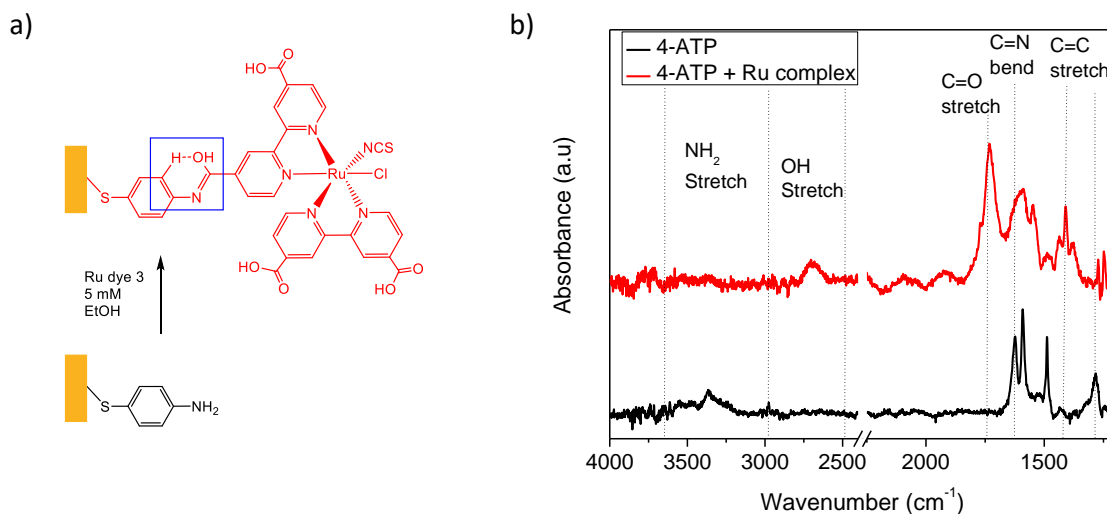 a)
HO
O
H--OH
N
N
NCS
N
Ru
Cl
S
N
N
N
HO
O
O
OH
Ru dye 3
5 mM
EtOH
S
NH2
b)
4-ATP
4-ATP + Ru complex
C=O
stretch
C=N
bend
C=C
stretch
NH2
Stretch
OH
Stretch
Absorbance (a.u)
4000 3500 3000 2500 2000 1500
Wavenumber (cm-1)